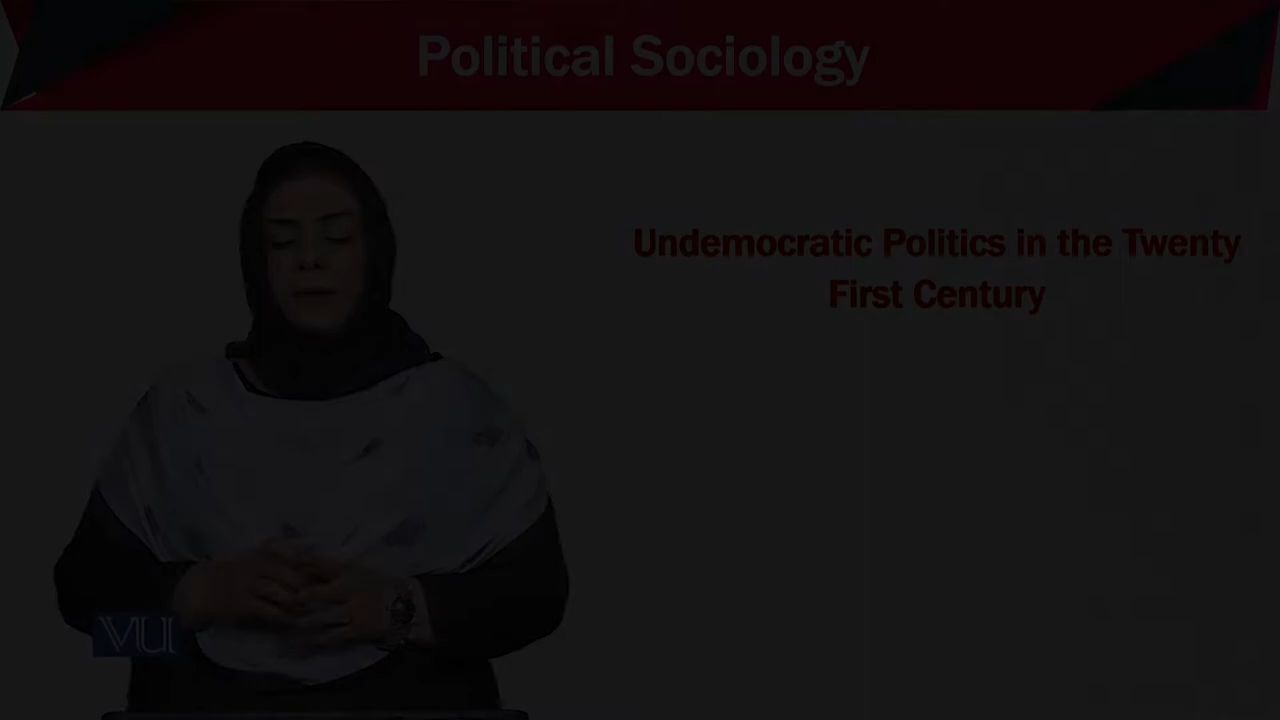 Political Sociology
Undemocratic Politics in the Twenty
First Century
VU